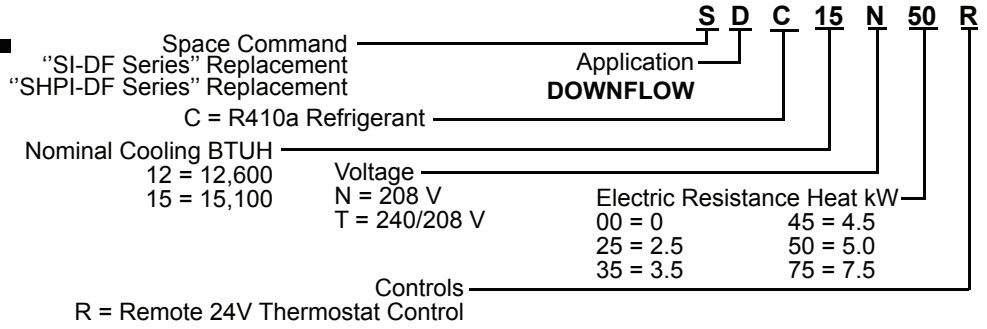 S D C 15 N 50 R
Space Command
‘’SI-DF Series’’ Replacement
‘’SHPI-DF Series’’ Replacement
Application
DOWNFLOW
C = R410a Refrigerant
Nominal Cooling BTUH
12 = 12,600
15 = 15,100
Voltage
N = 208 V
T = 240/208 V
Electric Resistance Heat kW
00 = 0 45 = 4.5
25 = 2.5 50 = 5.0
35 = 3.5 75 = 7.5
Controls
R = Remote 24V Thermostat Control